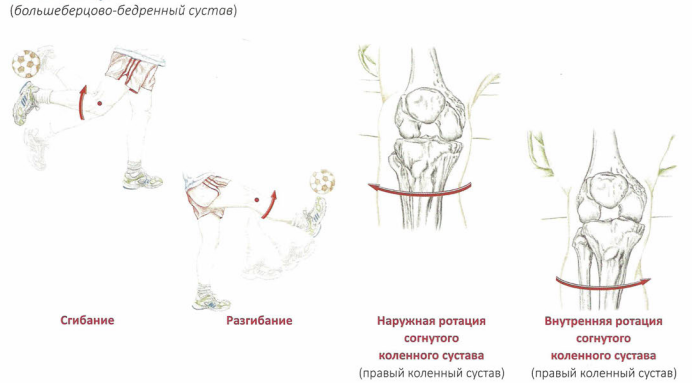 (большеберцово-бедренный сустав)
Сгибание
Разгибание
Наружная ротация
согнутого
коленного сустава
(правый коленный сустав)
Внутренняя ротация
согнутого
коленного сустава
(правый коленный сустав)